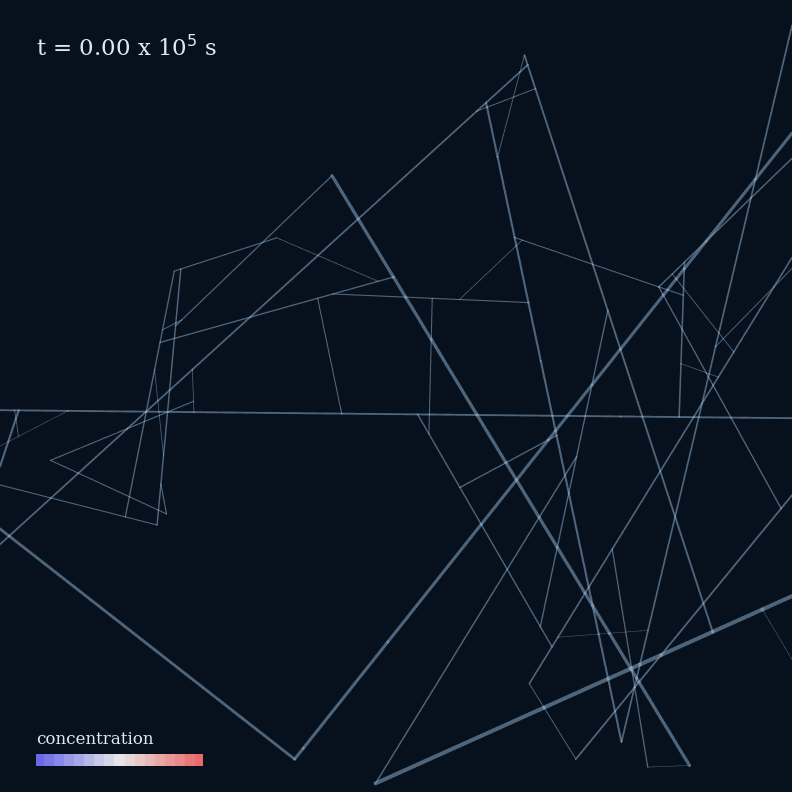 t = 0.00 x 10⁵ s
concentration